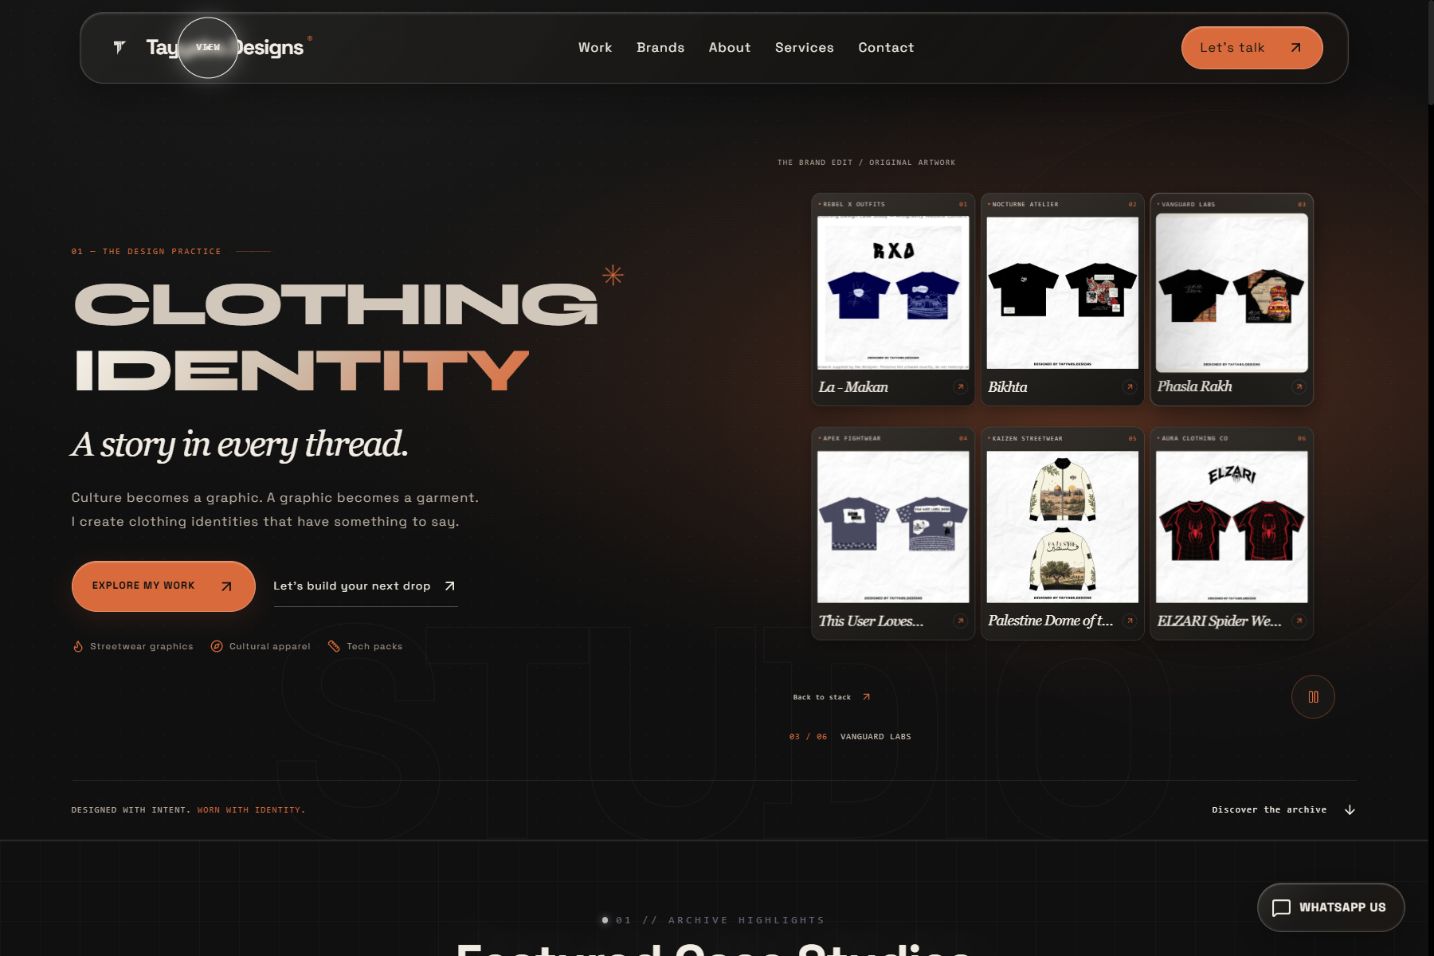 Tay Designs
VIEW
Work
Brands
About
Services
Contact
Let's talk
THE BRAND EDIT / ORIGINAL ARTWORK
01 — THE DESIGN PRACTICE
CLOTHING
IDENTITY
A story in every thread.
Culture becomes a graphic. A graphic becomes a garment.
I create clothing identities that have something to say.
EXPLORE MY WORK
Let's build your next drop
Streetwear graphics
Cultural apparel
Tech packs
REBEL X OUTFITS 01
RXO
La - Makan
NOCTURNE ATELIER 02
Bikhta
VANGUARD LABS 03
Phasla Rakh
APEX FIGHTWEAR 04
This User Loves...
KAIZEN STREETWEAR 05
Palestine Dome of t...
AURA CLOTHING CO 06
ELZARI
ELZARI Spider We...
Back to stack
03 / 06 VANGUARD LABS
STUDIO
DESIGNED WITH INTENT. WORN WITH IDENTITY.
Discover the archive
01 // ARCHIVE HIGHLIGHTS
Featured Case Studies
WHATSAPP US